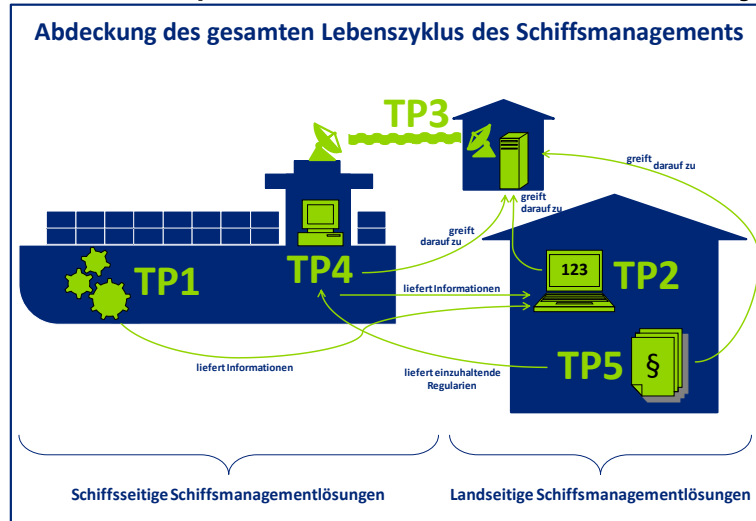 Abdeckung des gesamten Lebenszyklus des Schiffsmanagements
TP3
greift
darauf zu
greift
darauf zu
greift
darauf zu
TP1
TP4
123
TP2
liefert Informationen
liefert Informationen
liefert einzuhaltende
Regularien
TP5
§
Schiffsseitige Schiffsmanagementlösungen
Landseitige Schiffsmanagementlösungen